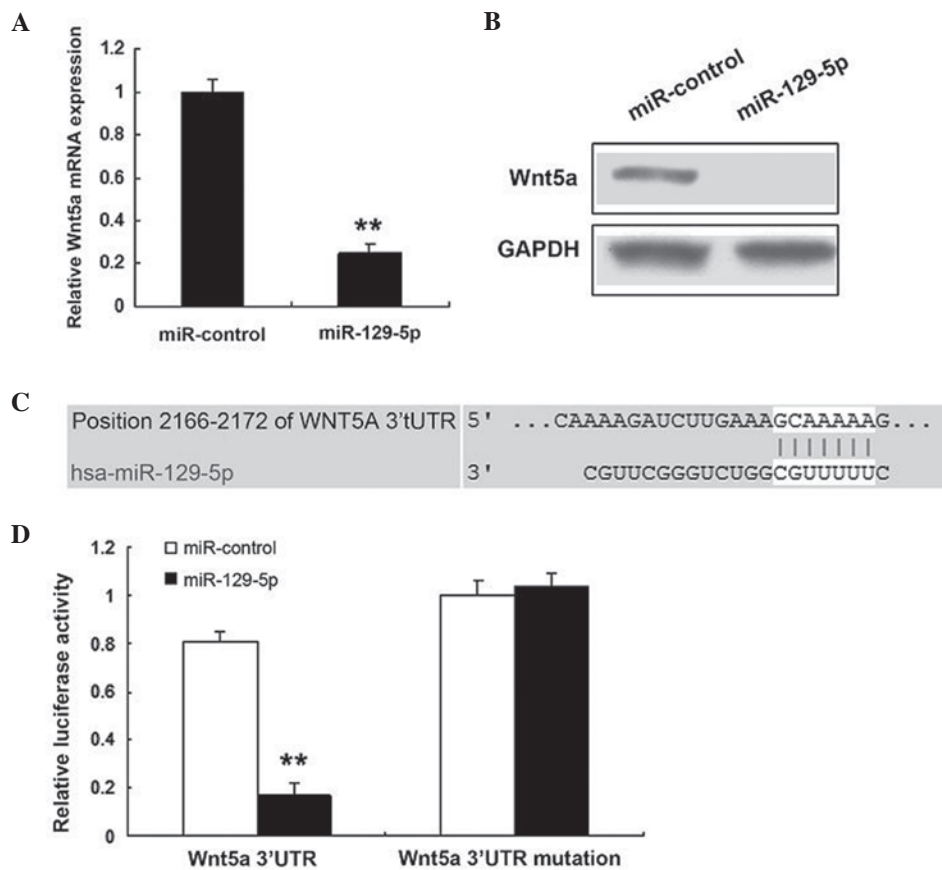 A
Relative Wnt5a mRNA expression
1.2
1
0.8
0.6
0.4
0.2
0
**
miR-control
miR-129-5p
B
miR-control
miR-129-5p
Wnt5a
GAPDH
C
Position 2166-2172 of WNT5A 3'tUTR 5' ...CAAAAGAUCUUGAAAGCAAAAAG...
hsa-miR-129-5p 3' CGUUCGGGUCUGGCGUUUUUC
D
Relative luciferase activity
1.2
1
0.8
0.6
0.4
0.2
0
miR-control
miR-129-5p
**
Wnt5a 3'UTR
Wnt5a 3'UTR mutation